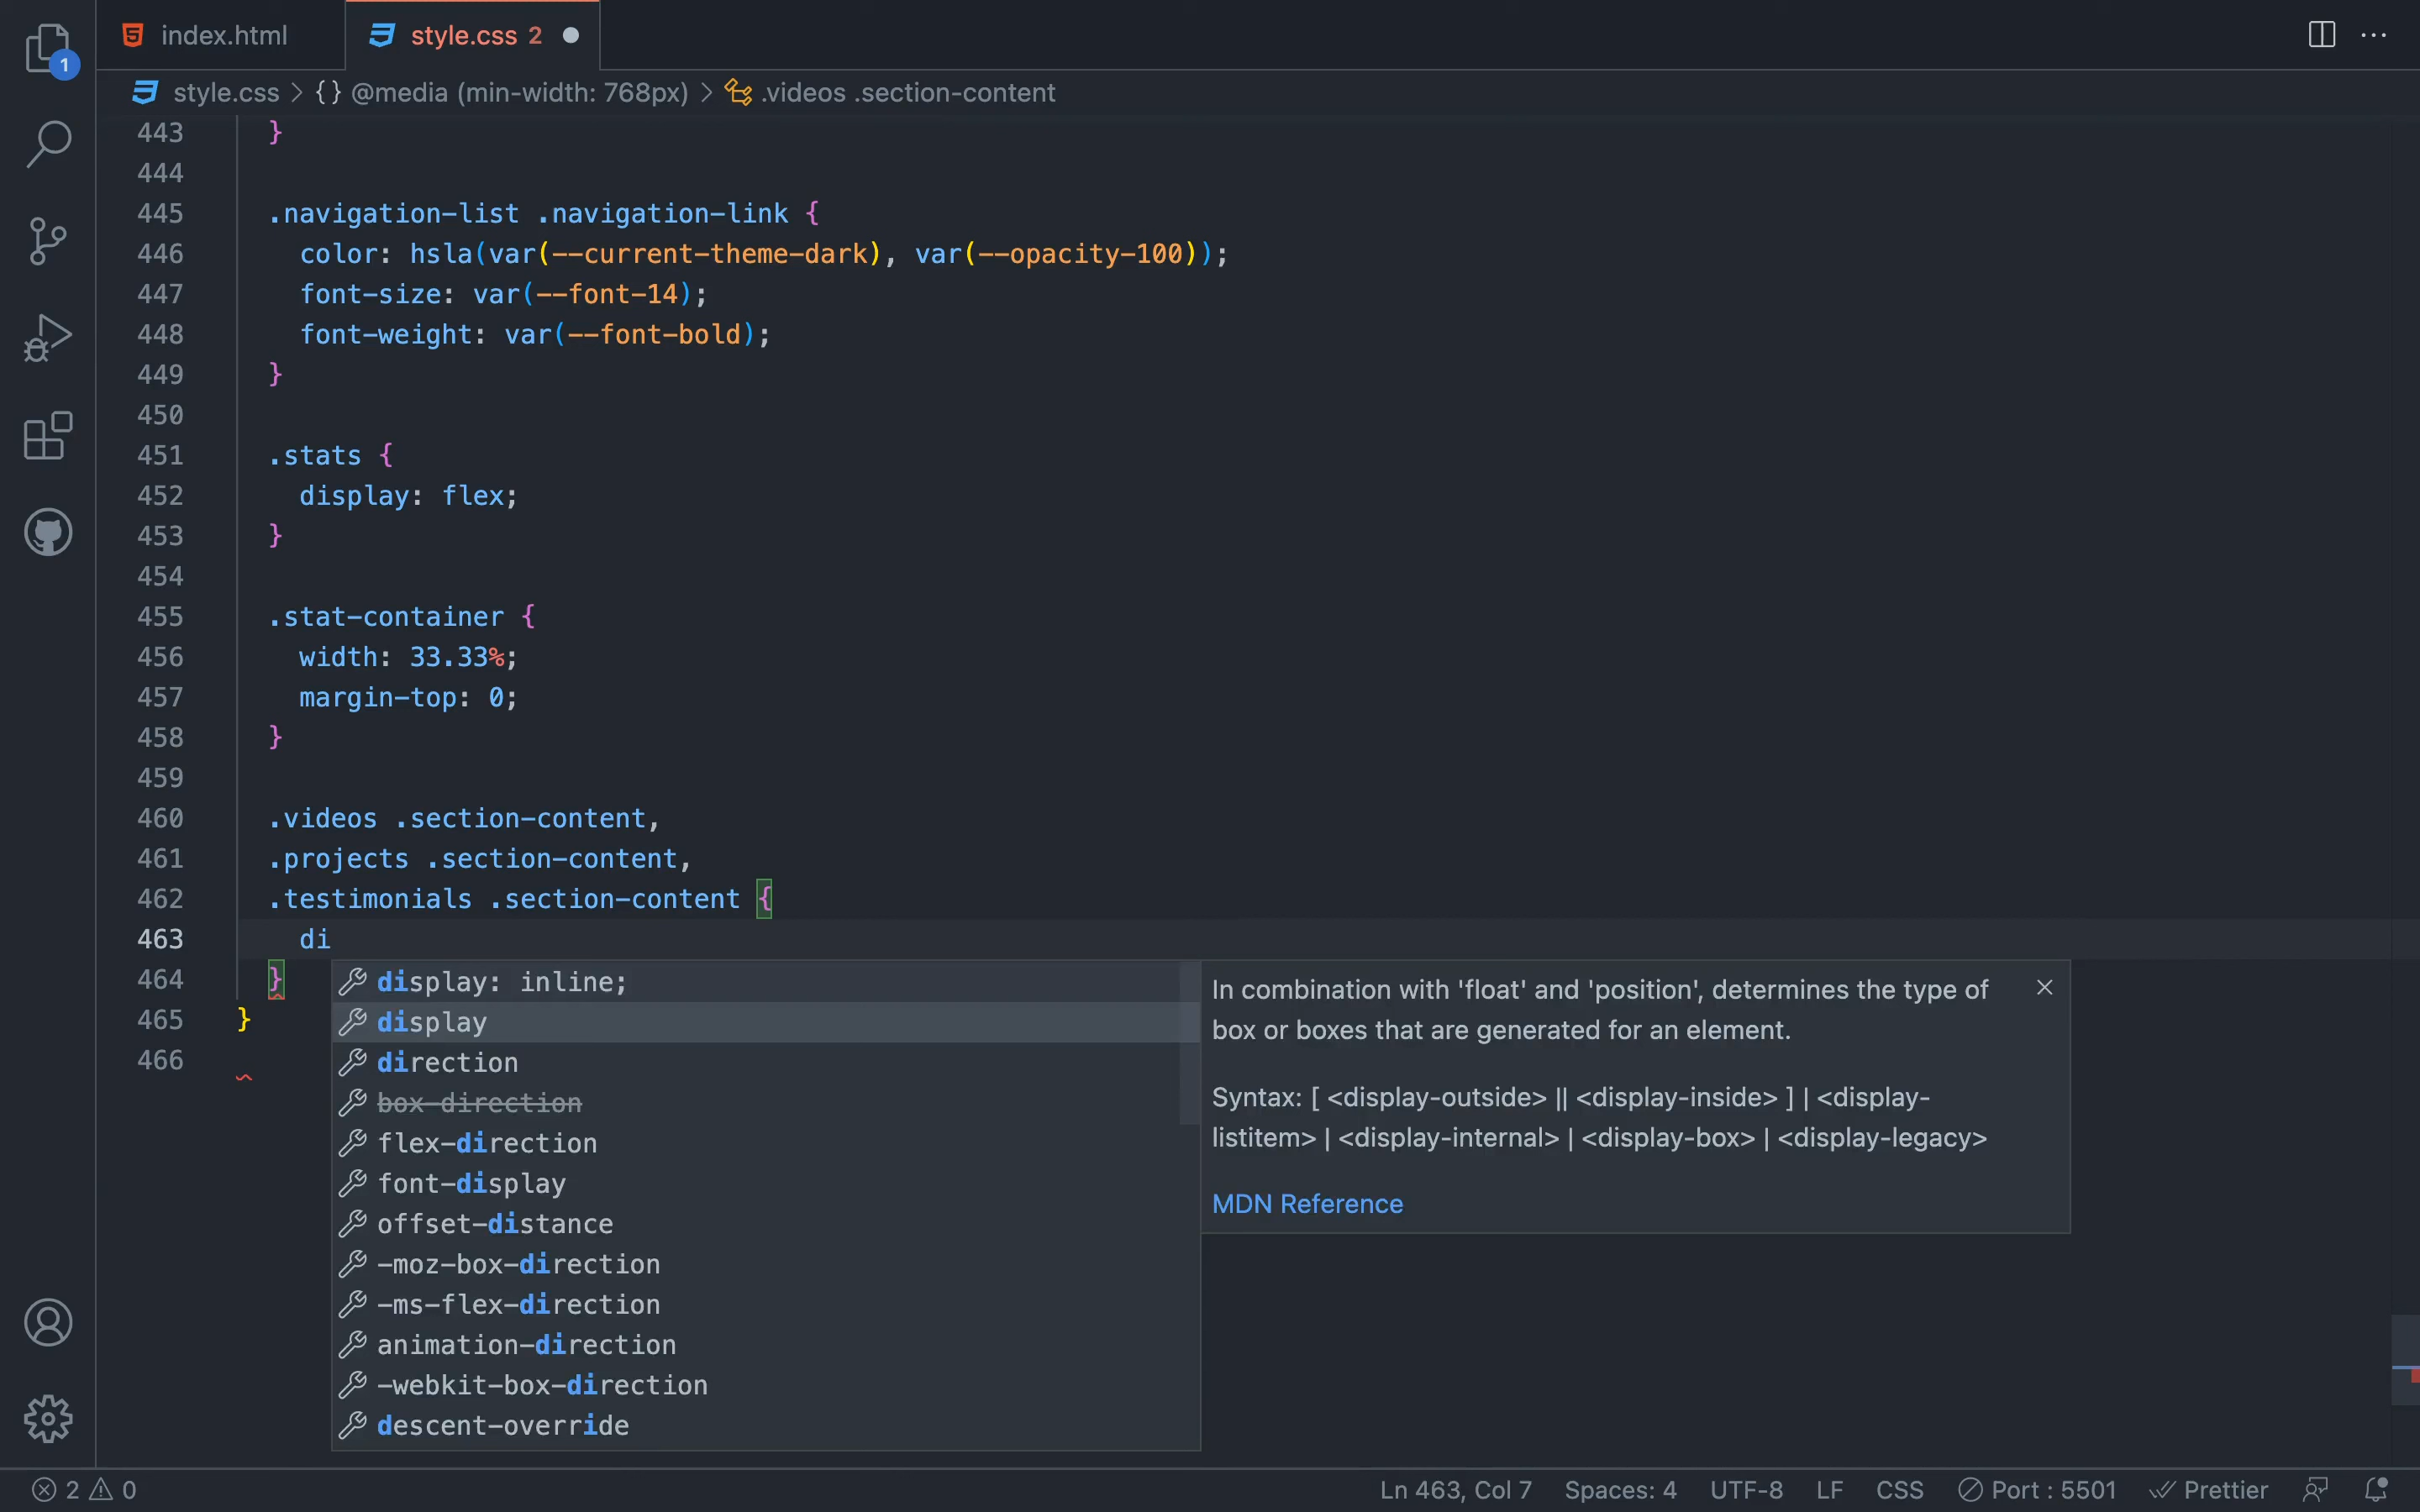 1
index.html
style.css 2
style.css > {} @media (min-width: 768px) > .videos .section-content
443 }
444
445 .navigation-list .navigation-link {
446 color: hsla(var(--current-theme-dark), var(--opacity-100));
447 font-size: var(--font-14);
448 font-weight: var(--font-bold);
449 }
450
451 .stats {
452 display: flex;
453 }
454
455 .stat-container {
456 width: 33.33%;
457 margin-top: 0;
458 }
459
460 .videos .section-content,
461 .projects .section-content,
462 .testimonials .section-content {
463 di
464 }
465 }
466
display: inline;
display
direction
box-direction
flex-direction
font-display
offset-distance
-moz-box-direction
-ms-flex-direction
animation-direction
-webkit-box-direction
descent-override
In combination with 'float' and 'position', determines the type of
box or boxes that are generated for an element.
Syntax: [ <display-outside> || <display-inside> ] | <display-
listitem> | <display-internal> | <display-box> | <display-legacy>
MDN Reference
2 0 Ln 463, Col 7 Spaces: 4 UTF-8 LF CSS Port : 5501 Prettier